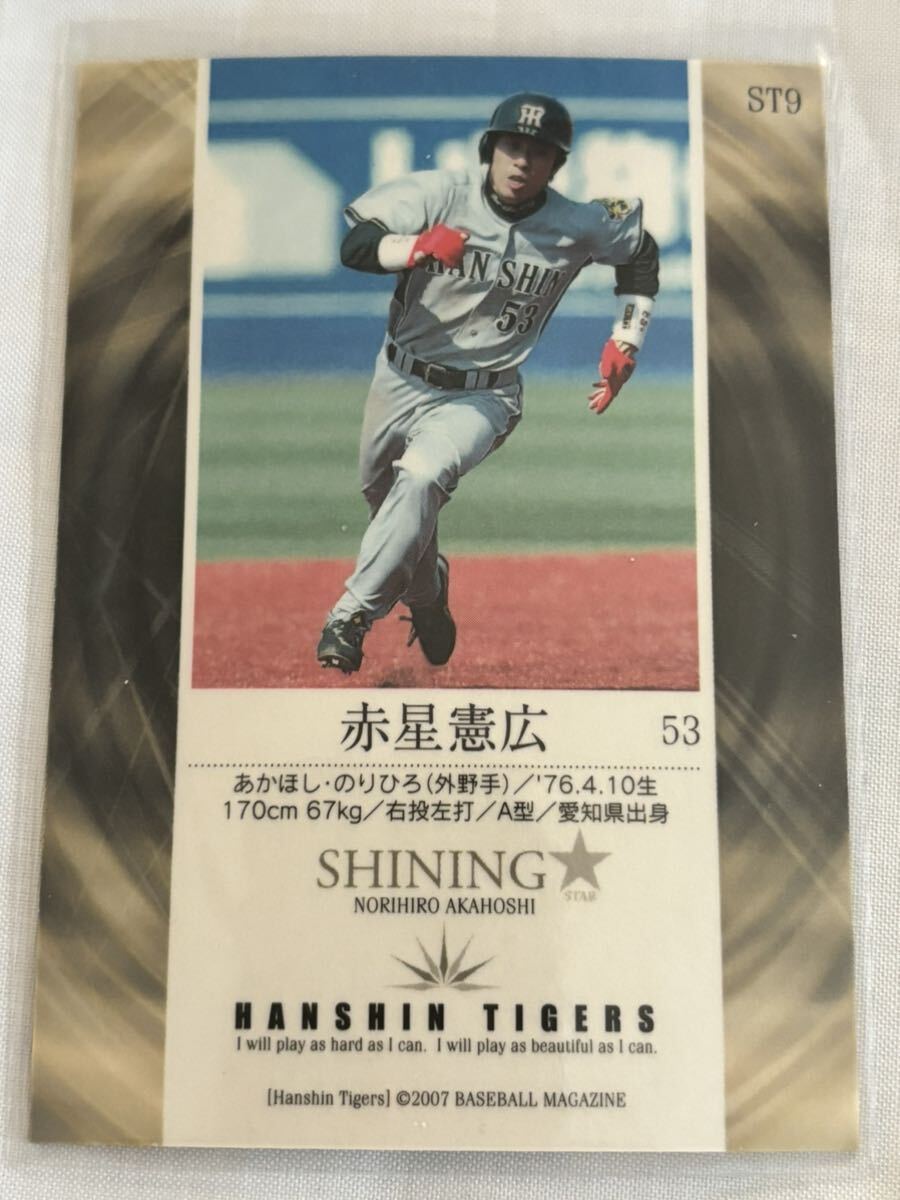 ST9
HANSHIN
53
赤星憲広 53
あかほし・のりひろ(外野手)/'76.4.10生
170cm 67kg/右投左打/A型/愛知県出身
SHINING
STAR
NORIHIRO AKAHOSHI
HANSHIN TIGERS
I will play as hard as I can. I will play as beautiful as I can.
[Hanshin Tigers] ©2007 BASEBALL MAGAZINE